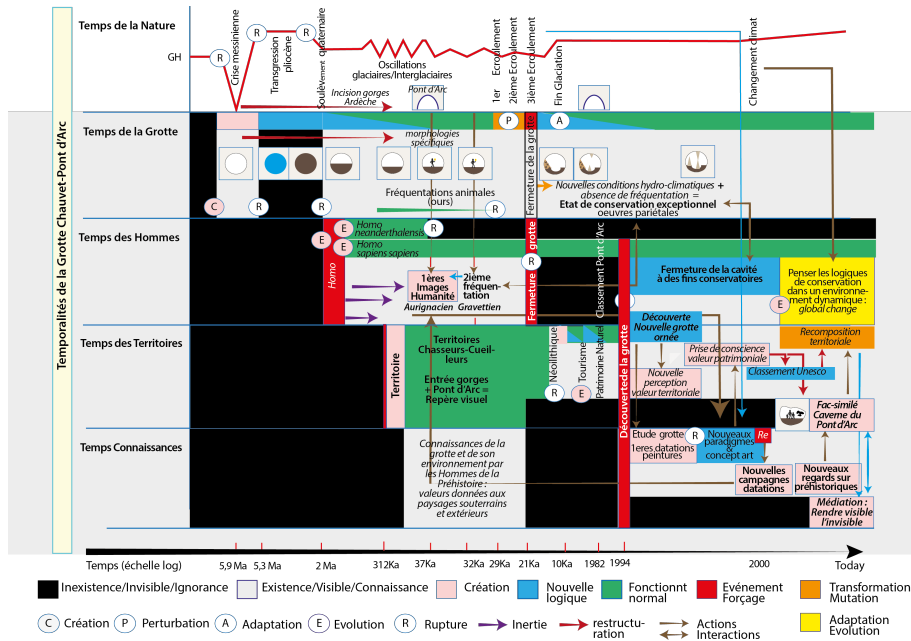 Temporalités de la Grotte Chauvet-Pont d'Arc
Temps de la Nature
GH
R
Crise messinienne
R
Transgression
pliocène
R
Soulèvement quaternaire
Oscillations
glaciaires/Interglaciaires
1er Ecroulement
2ième Ecroulement
3ième Ecroulement
Fin Glaciation
Changement climat
Incision gorges
Ardèche
Pont d'Arc
Temps de la Grotte
morphologies
spécifiques
P
A
Fermeture de la grotte
Fréquentations animales
(ours)
C
R
R
R
Nouvelles conditions hydro-climatiques +
absence de fréquentation =
Etat de conservation exceptionnel
oeuvres pariétales
Temps des Hommes
E
E
E
Homo
Homo
neanderthalensis
R
Homo
sapiens sapiens
1ères
Images
Humanité
Aurignacien
2ième
fréquen-
tation
Gravettien
Fermeture grotte
R
Classement Pont d'Arc
Fermeture de la cavité
à des fins conservatoires
E
Penser les logiques
de conservation
dans un environne-
ment dynamique :
global change
Découverte
Nouvelle grotte
ornée
Temps des Territoires
Territoire
Territoires
Chasseurs-Cueil-
leurs
Entrée gorges
+ Pont d'Arc =
Repère visuel
Néolithique
R
Tourisme
E
Patrimoine Naturel
Découvertede la grotte
Prise de conscience
valeur patrimoniale
Nouvelle
perception
valeur territoriale
Classement Unesco
Recomposition
territoriale
Fac-similé
Caverne du
Pont d'Arc
Temps Connaissances
Connaissances de la
grotte et de son
environnement par
les Hommes de la
Préhistoire :
valeurs données aux
paysages souterrains
et extérieurs
Etude grotte
1eres datations
peintures
R
Nouveaux
paradigmes
&
concept art
Re
Nouvelles
campagnes
datations
Nouveaux
regards sur
préhistoriques
Médiation :
Rendre visible
l'invisible
Temps (échelle log)
5,9 Ma
5,3 Ma
2 Ma
312Ka
37Ka
32Ka
29Ka
21Ka
10Ka
1982
1994
2000
Today
Inexistence/Invisible/Ignorance
Existence/Visible/Connaissance
Création
Nouvelle
logique
Fonctionnt
normal
Evénement
Forçage
Transformation
Mutation
C Création
P Perturbation
A Adaptation
E Evolution
R Rupture
Inertie
restructu-
ration
Actions
Interactions
Adaptation
Evolution